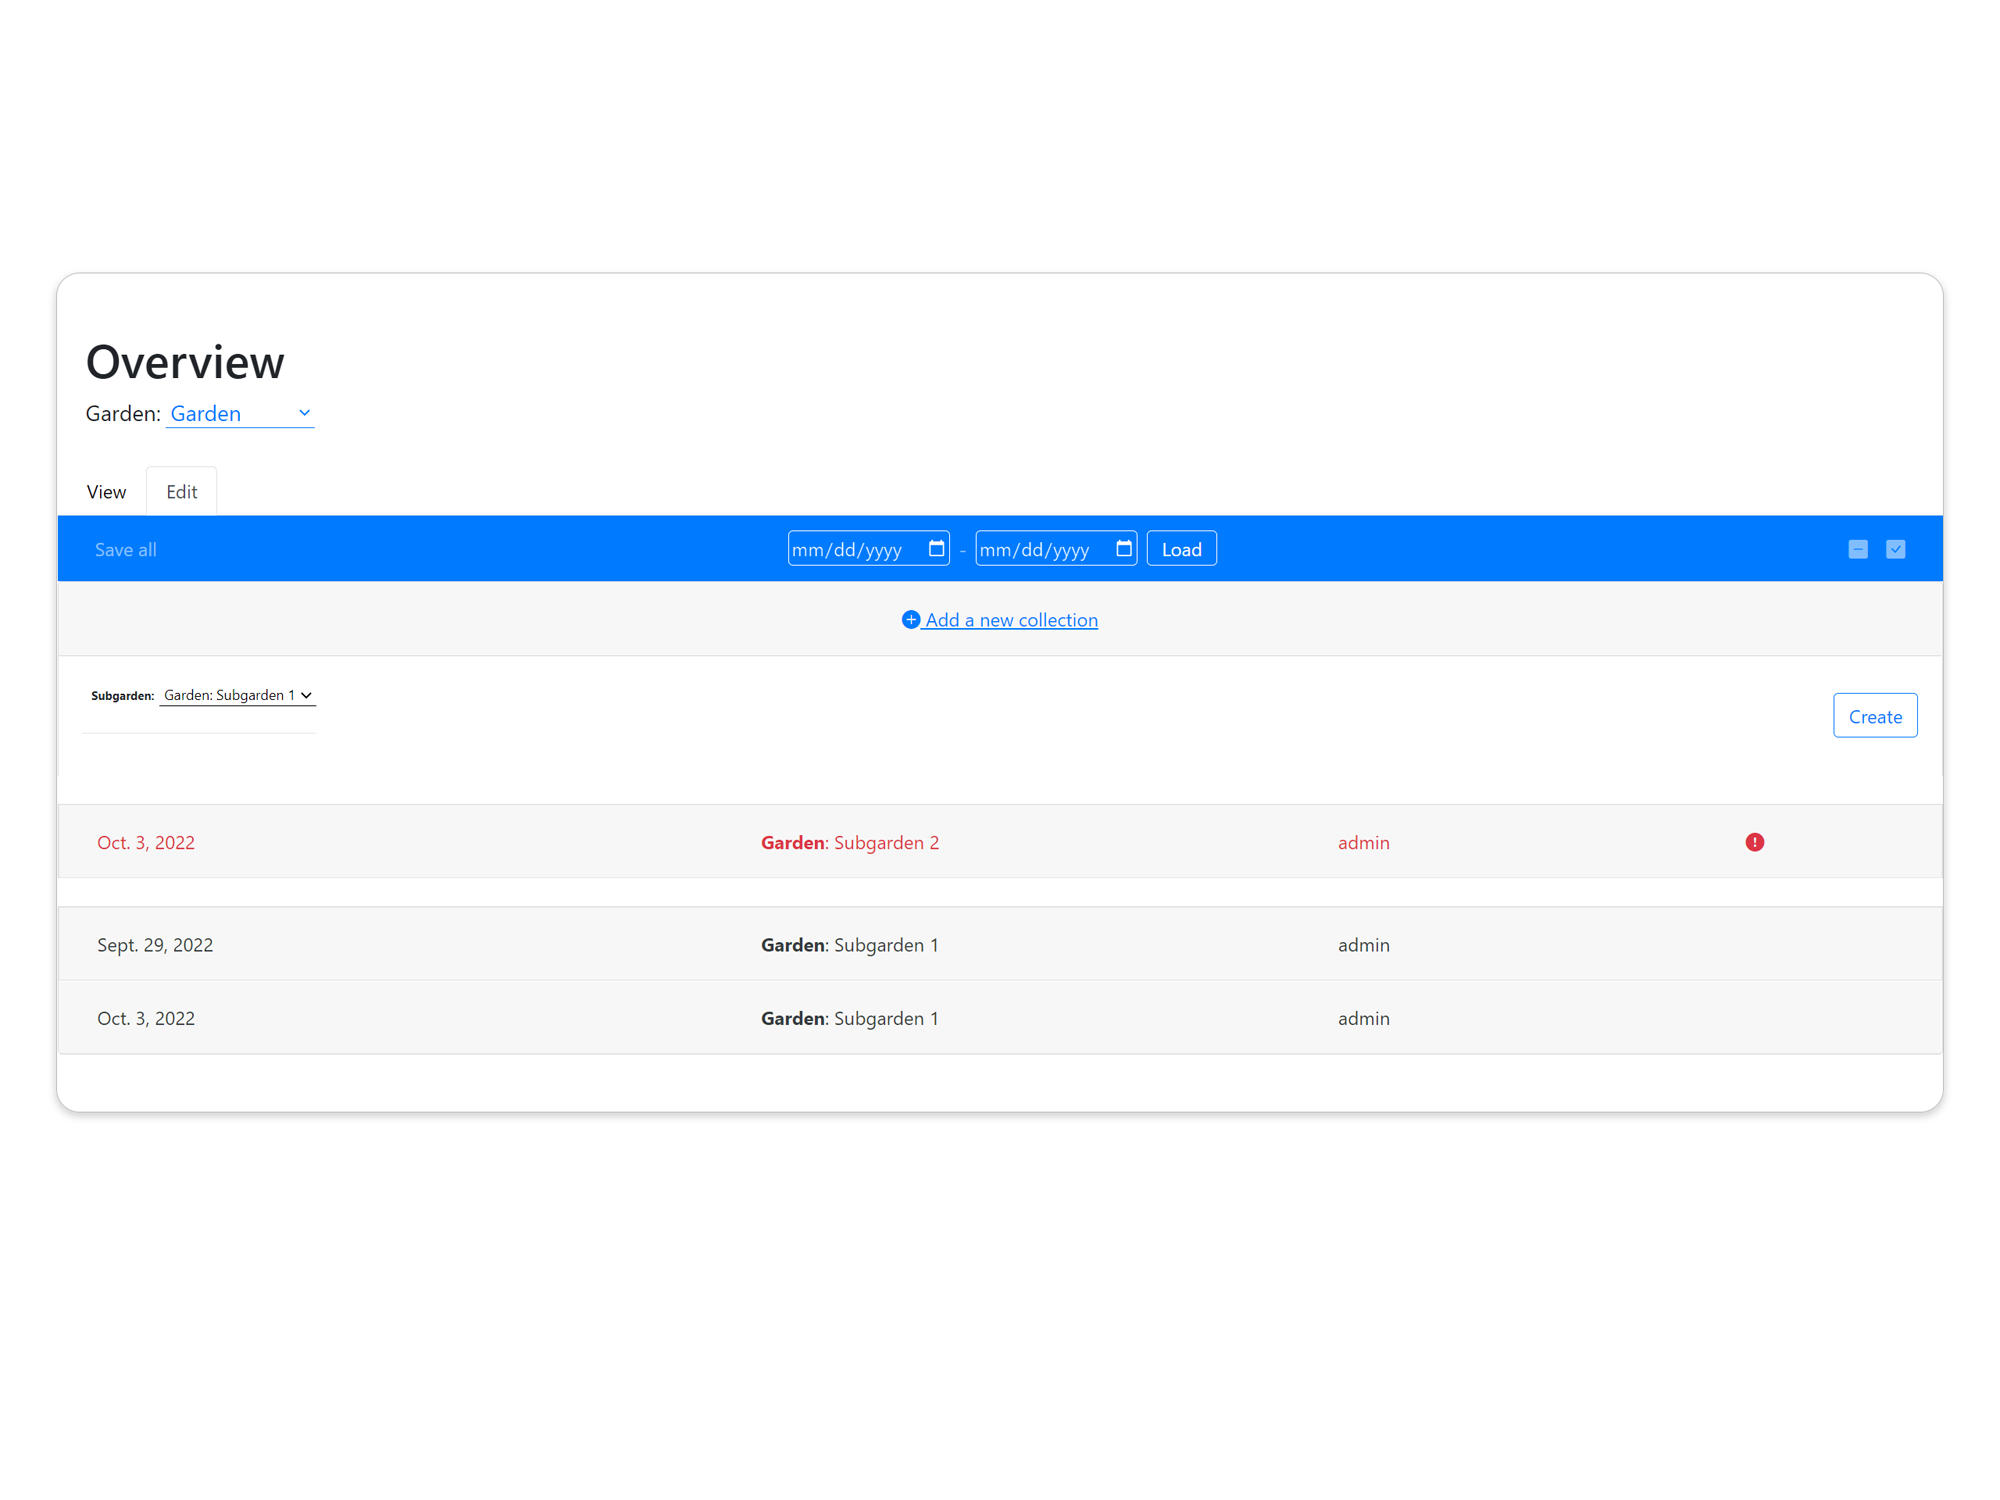 Overview
Garden: Garden
View Edit
Save all mm/dd/yyyy - mm/dd/yyyy Load
Add a new collection
Subgarden: Garden: Subgarden 1
Create
Oct. 3, 2022 Garden: Subgarden 2 admin
Sept. 29, 2022 Garden: Subgarden 1 admin
Oct. 3, 2022 Garden: Subgarden 1 admin